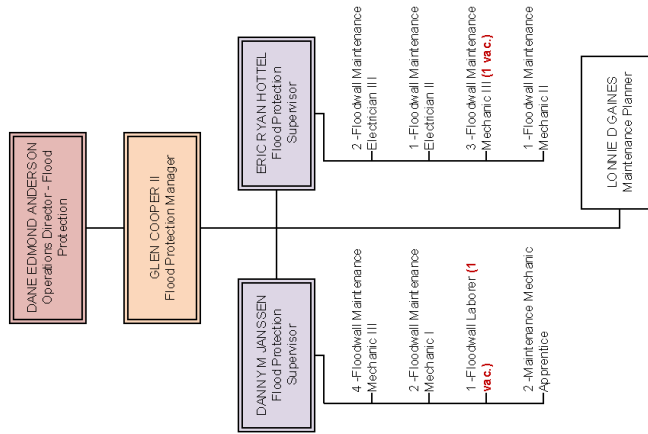 DANE EDMOND ANDERSON
Operations Director - Flood
Protection
GLEN COOPER II
Flood Protection Manager
DANNY M JANSSEN
Flood Protection
Supervisor
4 -Floodwall Maintenance
Mechanic III
2 -Floodwall Maintenance
Mechanic I
1 -Floodwall Laborer (1
vac.)
2 -Maintenance Mechanic
Apprentice
ERIC RYAN HOTTEL
Flood Protection
Supervisor
2 -Floodwall Maintenance
Electrician III
1 -Floodwall Maintenance
Electrician II
3 -Floodwall Maintenance
Mechanic III (1 vac.)
1 -Floodwall Maintenance
Mechanic II
LONNIE D GAINES
Maintenance Planner